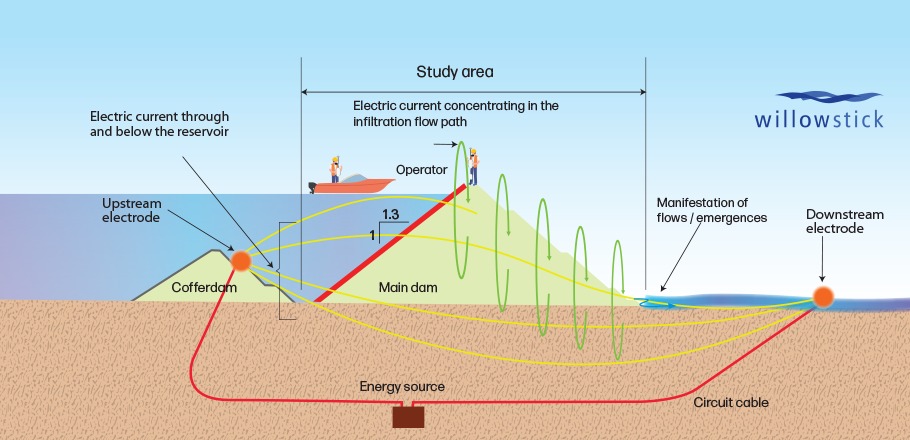 Study area
Electric current concentrating in the
infiltration flow path
Electric current through
and below the reservoir
willowstick
Operator
Upstream
electrode
1.3
1
Manifestation of
flows / emergences
Downstream
electrode
Cofferdam
Main dam
Energy source
Circuit cable